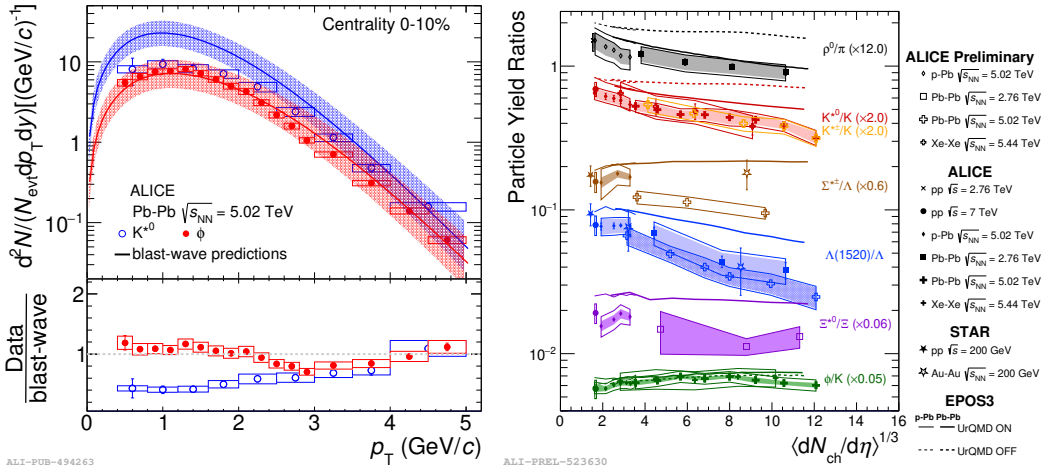 d²N/(N_evt dp_T dy)[(GeV/c)⁻¹]
10
1
10⁻¹
Centrality 0-10%
ALICE
Pb-Pb √s_NN = 5.02 TeV
K*⁰ ϕ
blast-wave predictions
Data
blast-wave
2
1
0 1 2 3 4 5
p_T (GeV/c)
ALI-PUB-494263
Particle Yield Ratios
1
10⁻¹
10⁻²
ρ⁰/π (×12.0)
K*⁰/K (×2.0)
K*±/K (×2.0)
Σ*±/Λ (×0.6)
Λ(1520)/Λ
Ξ*⁰/Ξ (×0.06)
ϕ/K (×0.05)
0 2 4 6 8 10 12 14 16
⟨dN_ch/dη⟩^1/3
ALI-PREL-523630
ALICE Preliminary
p-Pb √s_NN = 5.02 TeV
Pb-Pb √s_NN = 2.76 TeV
Pb-Pb √s_NN = 5.02 TeV
Xe-Xe √s_NN = 5.44 TeV
ALICE
pp √s = 2.76 TeV
pp √s = 7 TeV
p-Pb √s_NN = 5.02 TeV
Pb-Pb √s_NN = 2.76 TeV
Pb-Pb √s_NN = 5.02 TeV
Xe-Xe √s_NN = 5.44 TeV
STAR
pp √s = 200 GeV
Au-Au √s_NN = 200 GeV
EPOS3
p-Pb Pb-Pb
UrQMD ON
UrQMD OFF